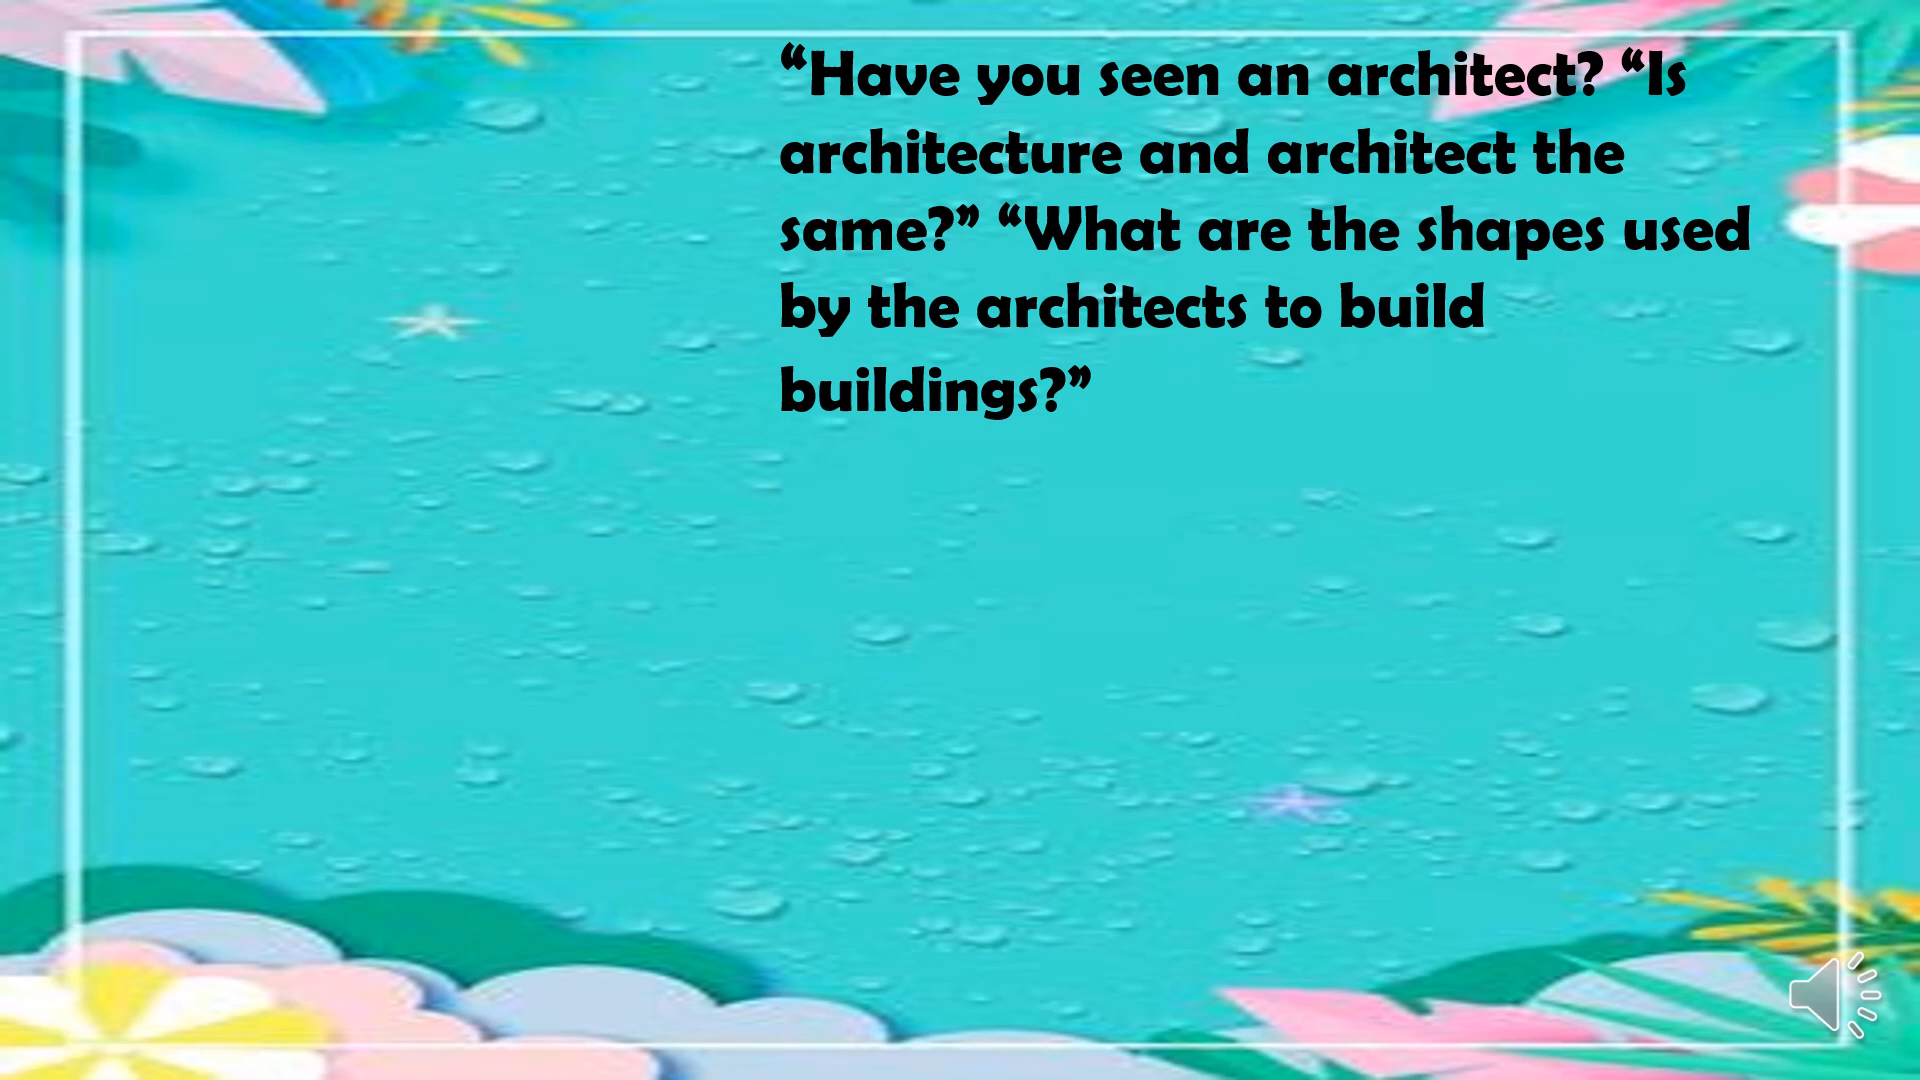 “Have you seen an architect? “Is
architecture and architect the
same?” “What are the shapes used
by the architects to build
buildings?”